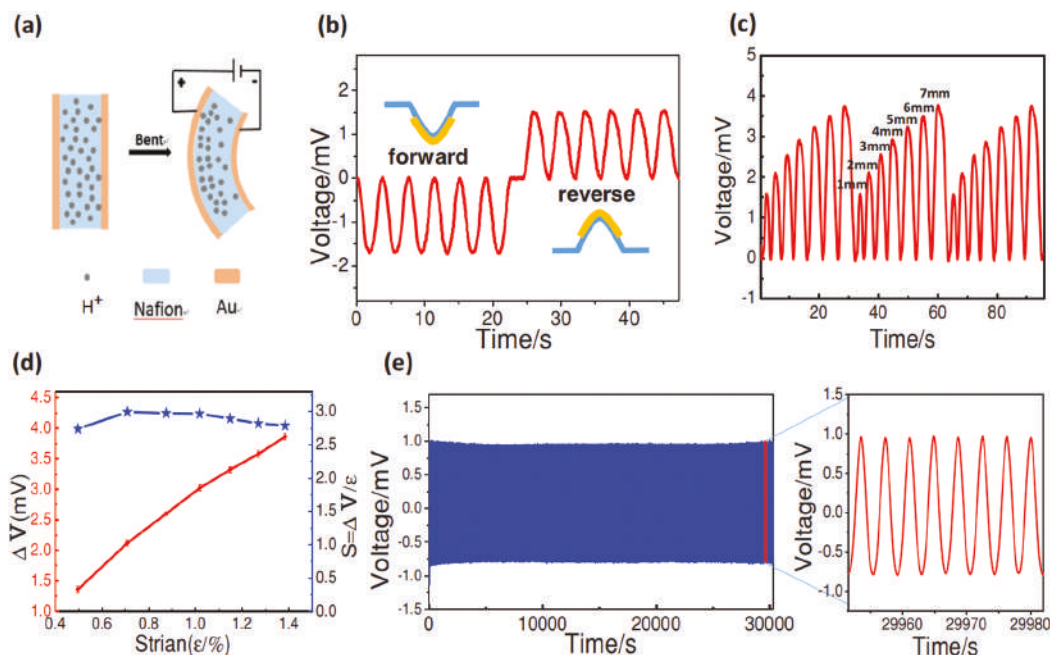 (a)
+
-
Bent
H+
Nafion
Au
(b)
Voltage/mV
2
1
0
-1
-2
forward
reverse
0 10 20 30 40
Time/s
(c)
Voltage/mV
5
4
3
2
1
0
-1
1mm
2mm
3mm
4mm
5mm
6mm
7mm
20 40 60 80
Time/s
(d)
Δ V(mV)
4.5
4.0
3.5
3.0
2.5
2.0
1.5
1.0
S=Δ V/ε
3.0
2.5
2.0
1.5
1.0
0.5
0.0
0.4 0.6 0.8 1.0 1.2 1.4
Strian(ε/%)
(e)
Voltage/mV
1.5
1.0
0.5
0.0
-0.5
-1.0
-1.5
0 10000 20000 30000
Time/s
Voltage/mV
1.5
1.0
0.5
0.0
-0.5
-1.0
29960 29970 29980
Time/s